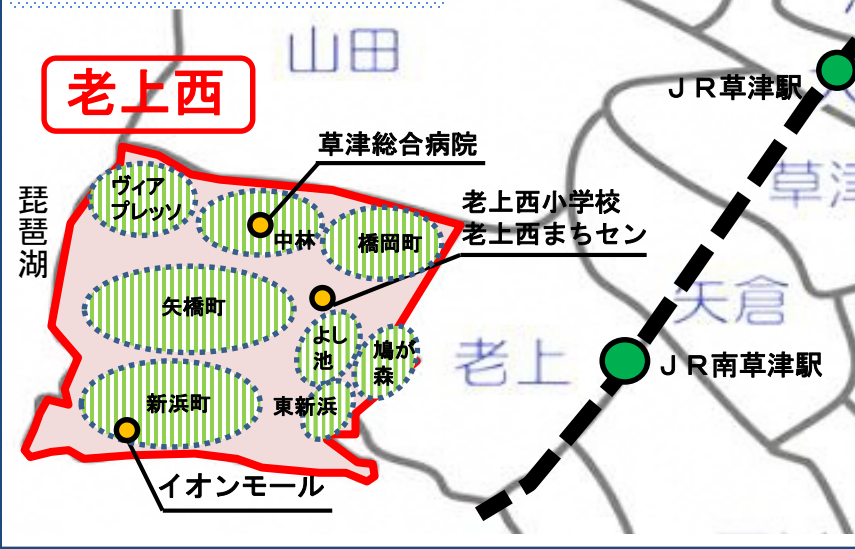 山田
老上西
ＪＲ草津駅
草津総合病院
ヴィア
プレッソ
琵琶湖
老上西小学校
老上西まちセン
中林
橋岡町
矢倉
矢橋町
よし
池
鳩が
森
老上
ＪＲ南草津駅
新浜町
東新浜
イオンモール